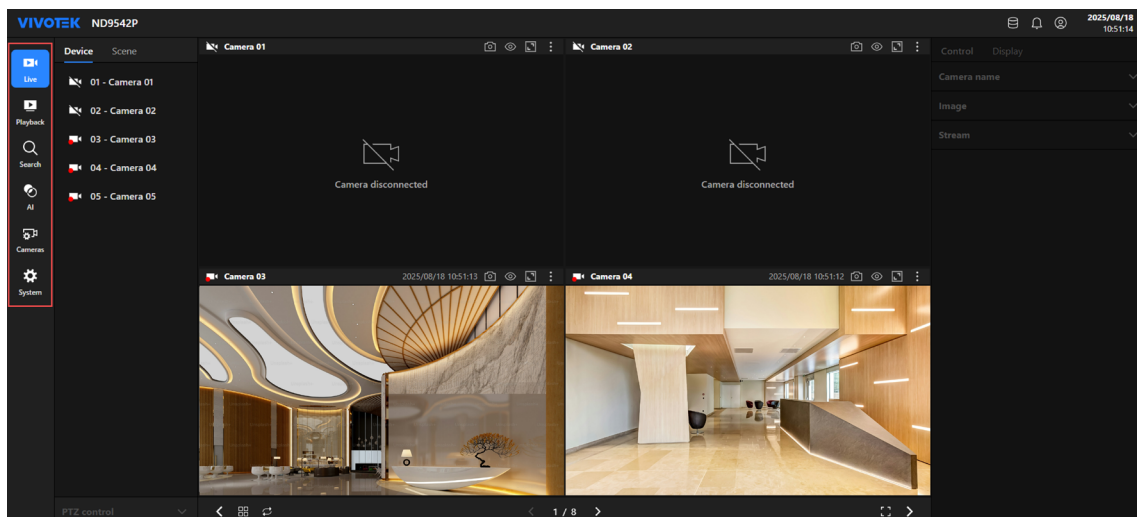 VIVOTEK ND9542P
2025/08/18
10:51:14
Live
Playback
Search
AI
Cameras
System
Device Scene
01 - Camera 01
02 - Camera 02
03 - Camera 03
04 - Camera 04
05 - Camera 05
PTZ control
Camera 01
Camera disconnected
Camera 02
Camera disconnected
Camera 03 2025/08/18 10:51:13
Camera 04 2025/08/18 10:51:12
1 / 8
Control Display
Camera name
Image
Stream